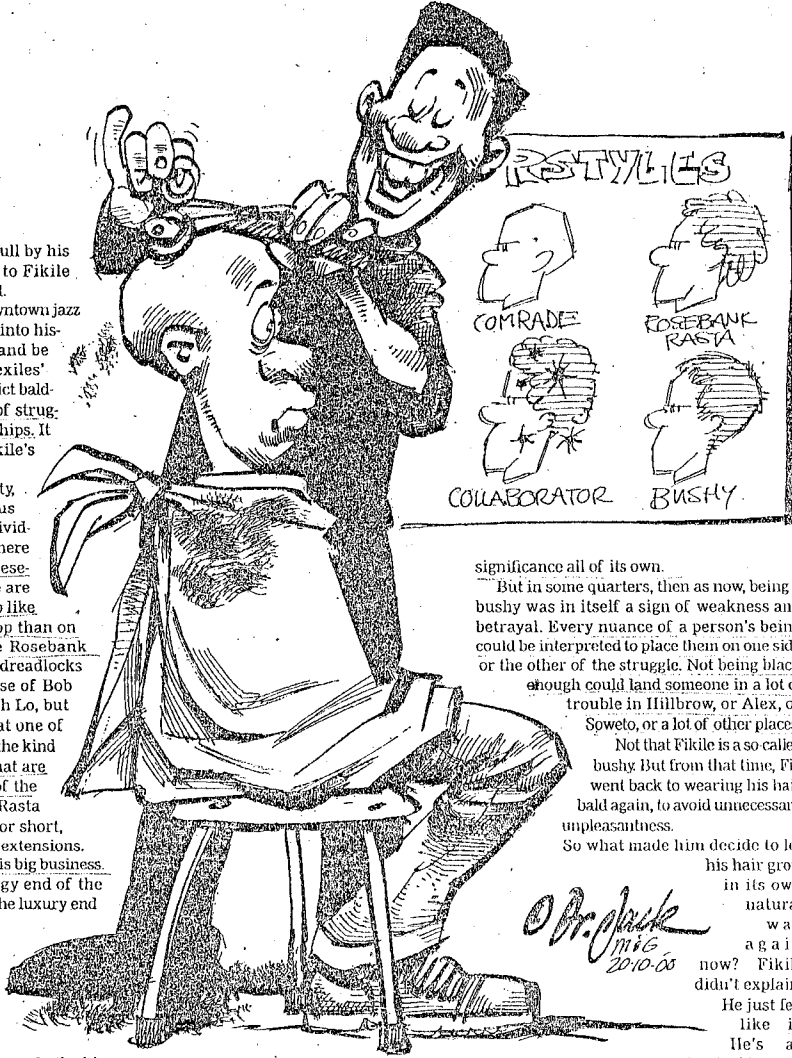 ull by his
to Fikile
wntown jazz
into his-
and be
exiles'
ict bald-
of strug-
hips. It
kile's
ty,
us
ivid-
here
ese-
are
like
op than on
Rosebank
dreadlocks
se of Bob
h Lo, but
at one of
the kind
hat are
of the
Rasta
or short,
extensions.
is big business.
gy end of the
he luxury end
RSTYLES
COMRADE
ROSEBANK
RASTA
COLLABORATOR
BUSHY
significance all of its own.
But in some quarters, then as now, being
bushy was in itself a sign of weakness an
betrayal. Every nuance of a person's bein
could be interpreted to place them on one sid
or the other of the struggle. Not being blac
enough could land someone in a lot o
trouble in Hillbrow, or Alex, o
Soweto, or a lot of other place
Not that Fikile is a so-calle
bushy. But from that time, Fi
went back to wearing his hai
bald again, to avoid unnecessar
unpleasantness.
So what made him decide to le
his hair grow
in its ow
natura
wa
agai
now? Fikil
didn't explain
He just fe
like i
He's a
© Dr. Jack
M&G
20-10-00